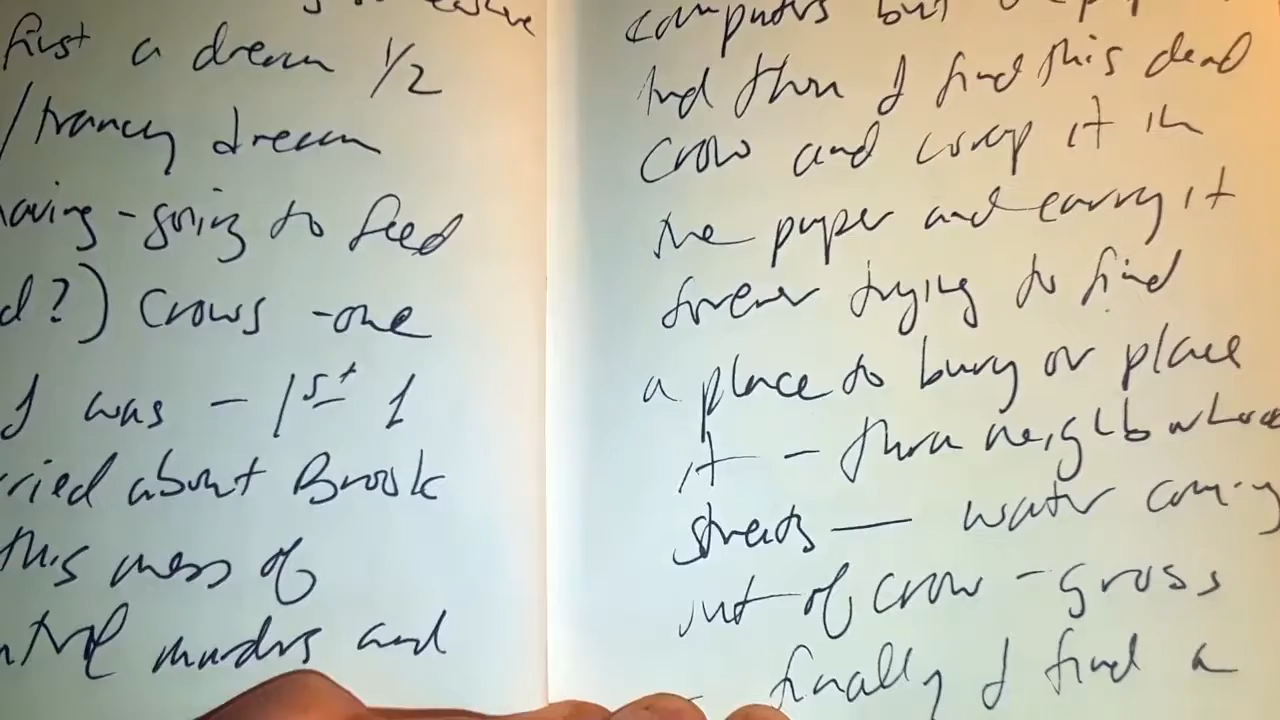 first a dream 1/2
/trancy dream
having - going to feed
d?) Crows - one
I was - 1st I
rried about Brook
this mess of
murders and
computers but
And then I find this dead
crow and wrap it in
the paper and carry it
forever trying to find
a place to bury or place
it - thru neighborhood
streets — water coming
out of crow - gross
finally I find a